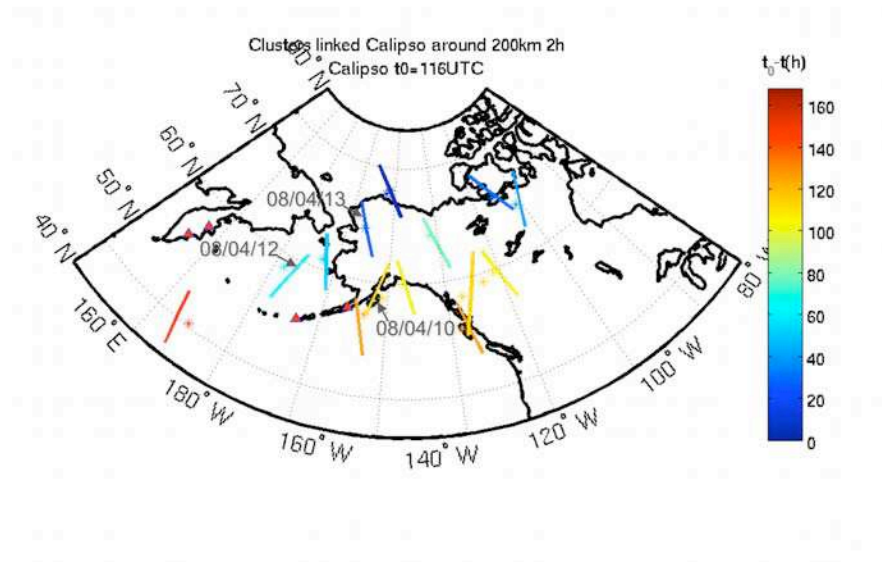 Clusters linked Calipso around 200km 2h
Calipso t0=116UTC
t0-t(h)
80°N
70°N
60°N
50°N
40°N
160°E
180°W
160°W
140°W
120°W
100°W
80°W
08/04/13
08/04/12
08/04/10
160
140
120
100
80
60
40
20
0